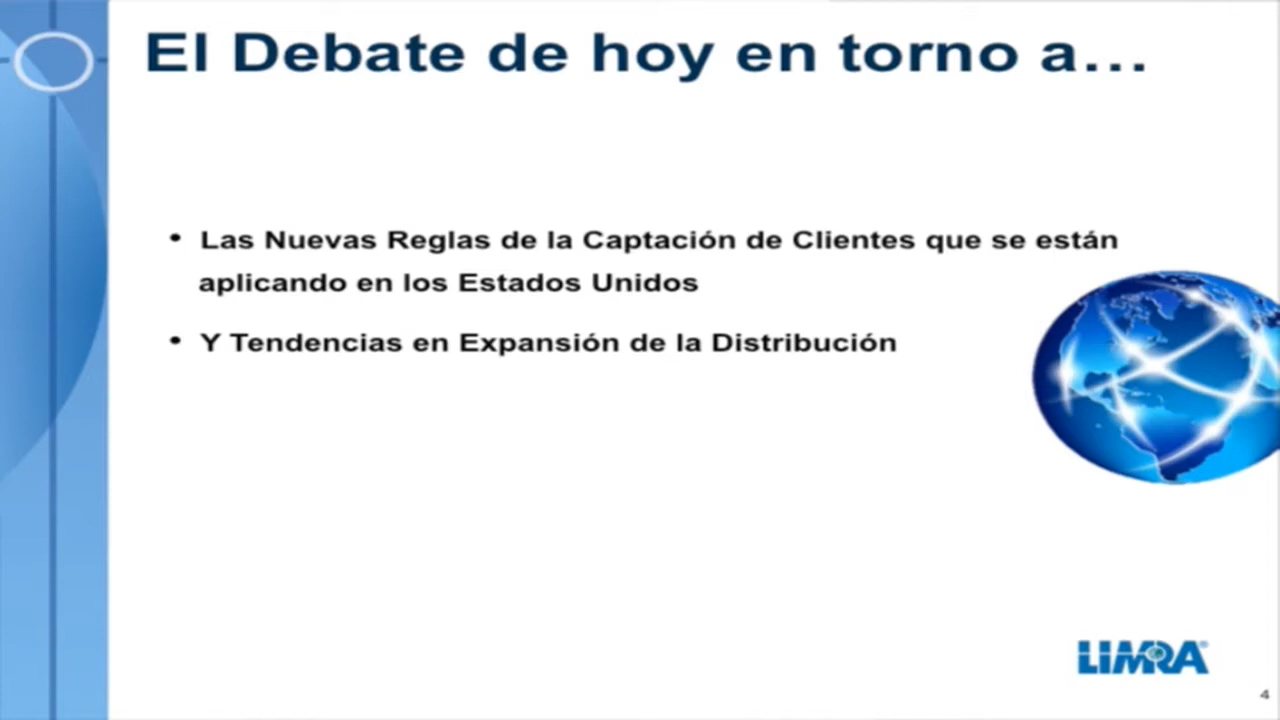 El Debate de hoy en torno a…
• Las Nuevas Reglas de la Captación de Clientes que se están
aplicando en los Estados Unidos
• Y Tendencias en Expansión de la Distribución
LIMRA®
4